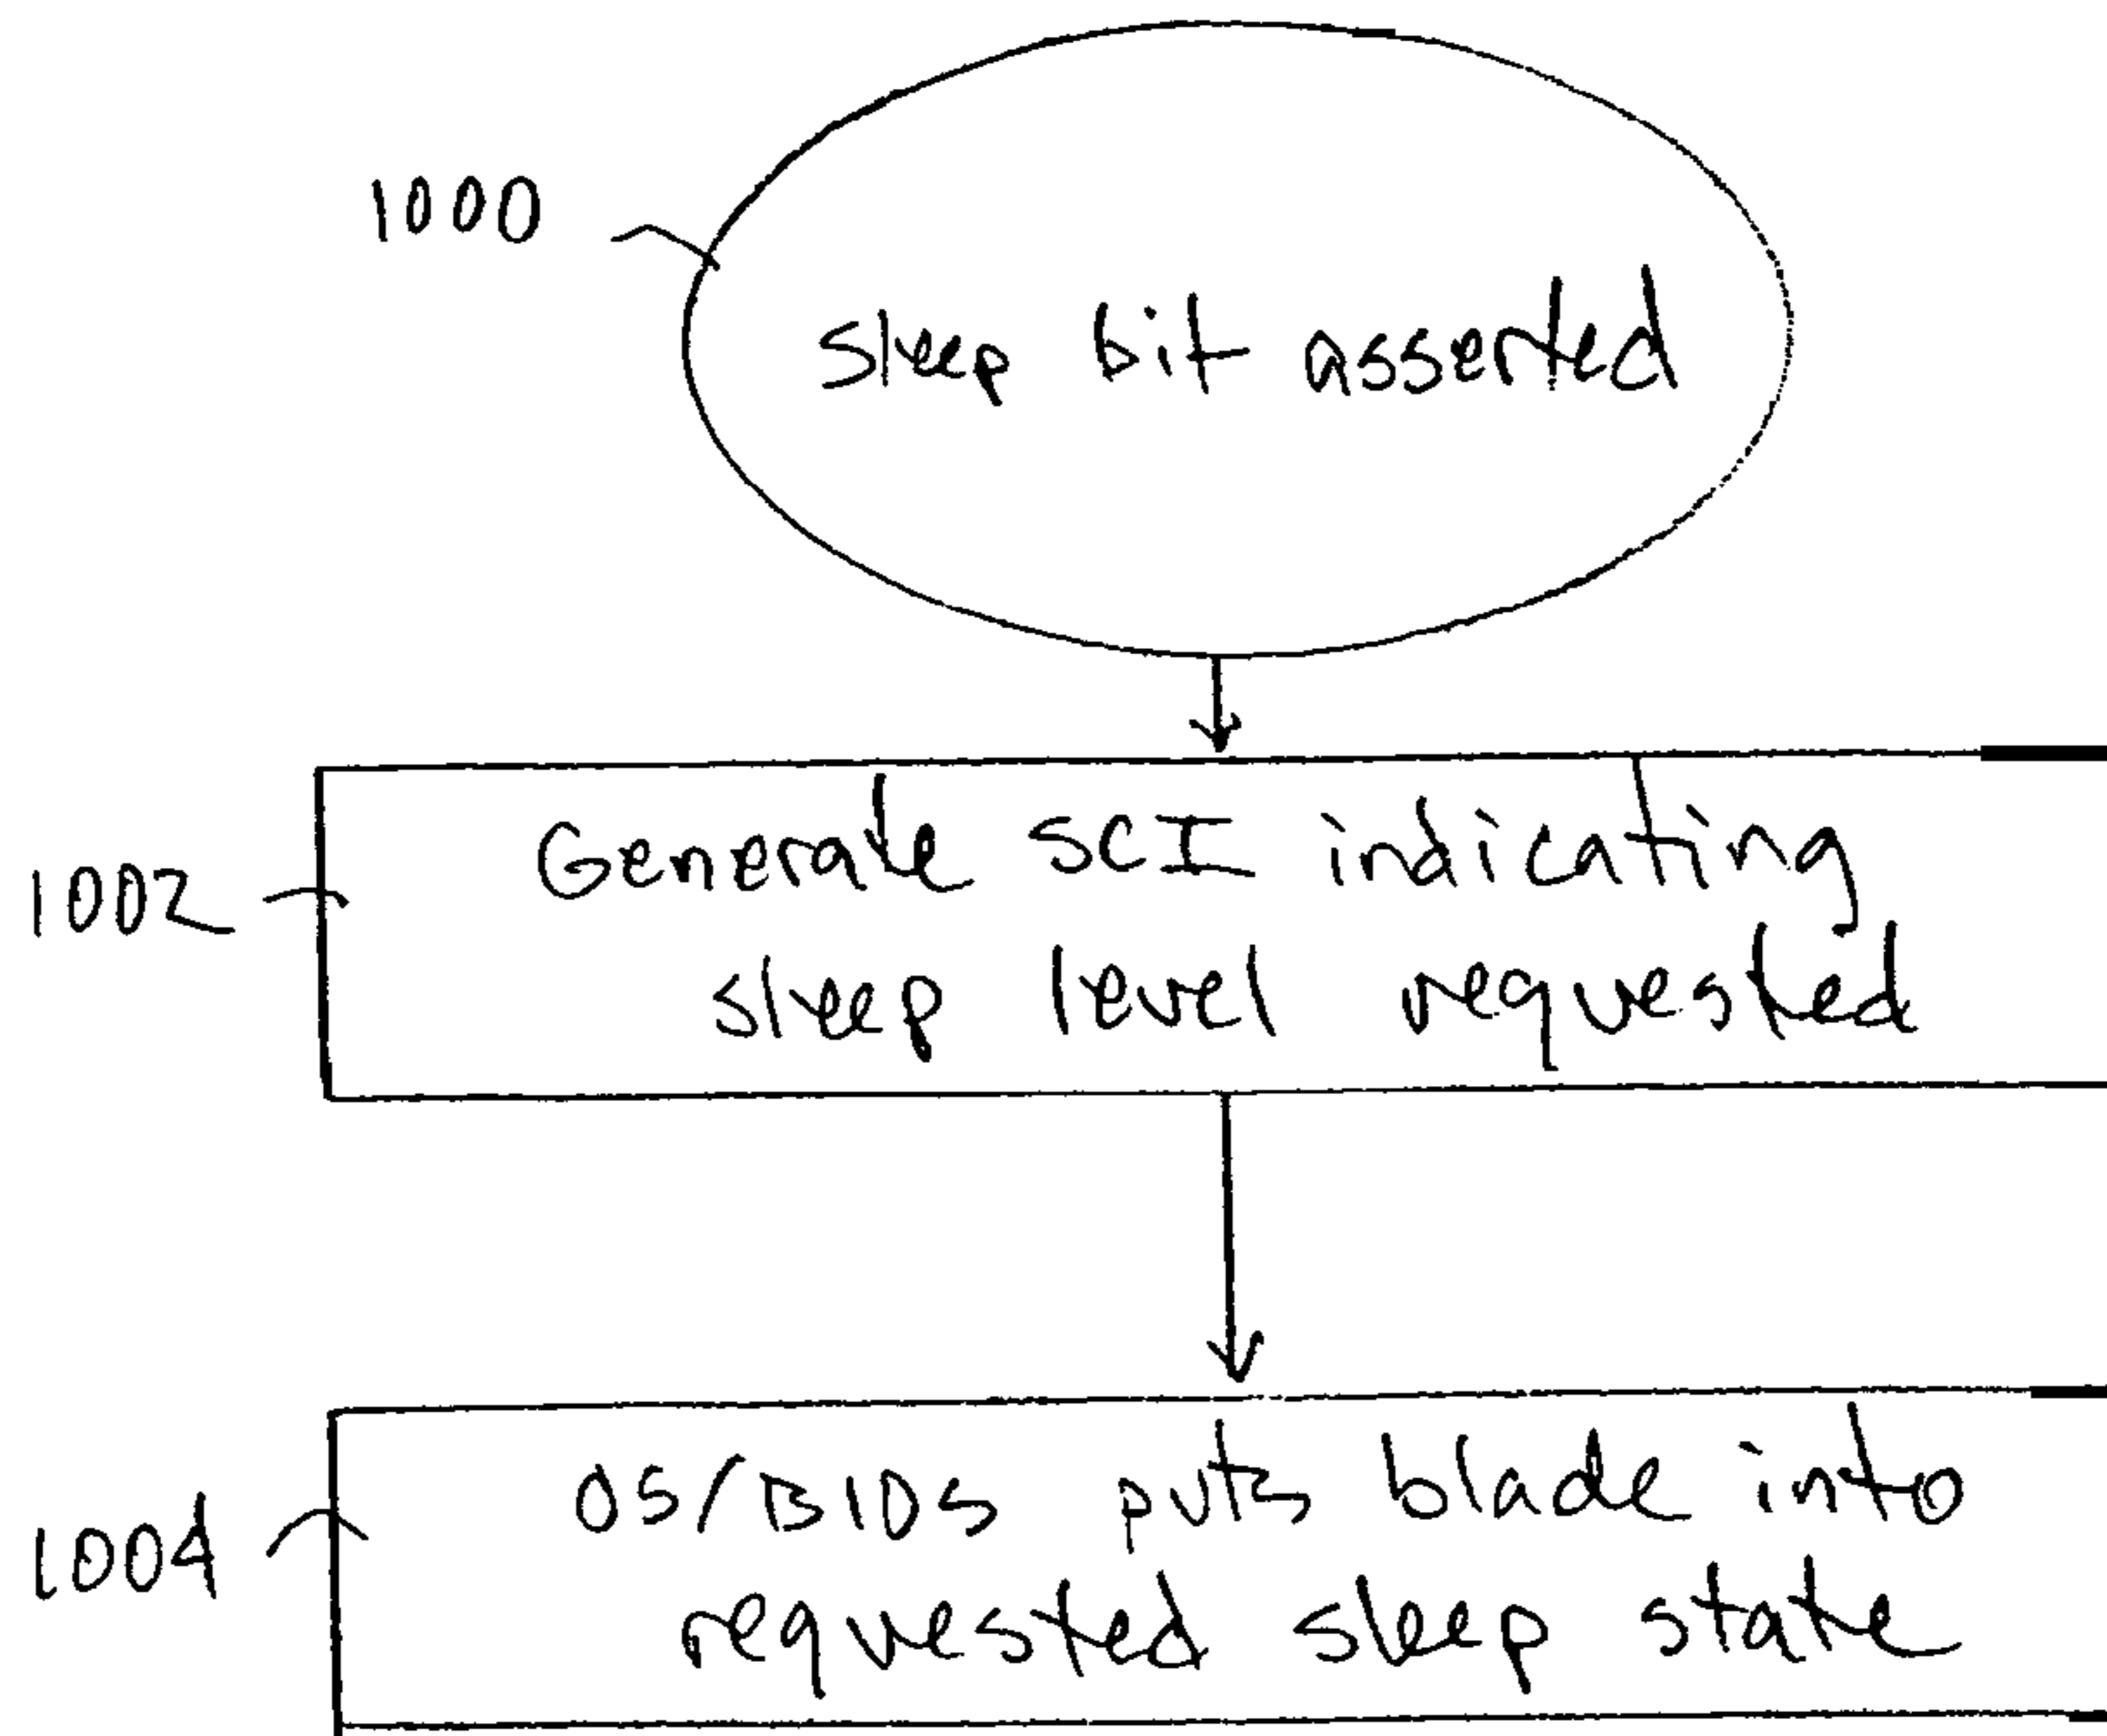 1000
sleep bit asserted
1002
Generate SCI indicating
sleep level requested
1004
OS/BIOS puts blade into
requested sleep state